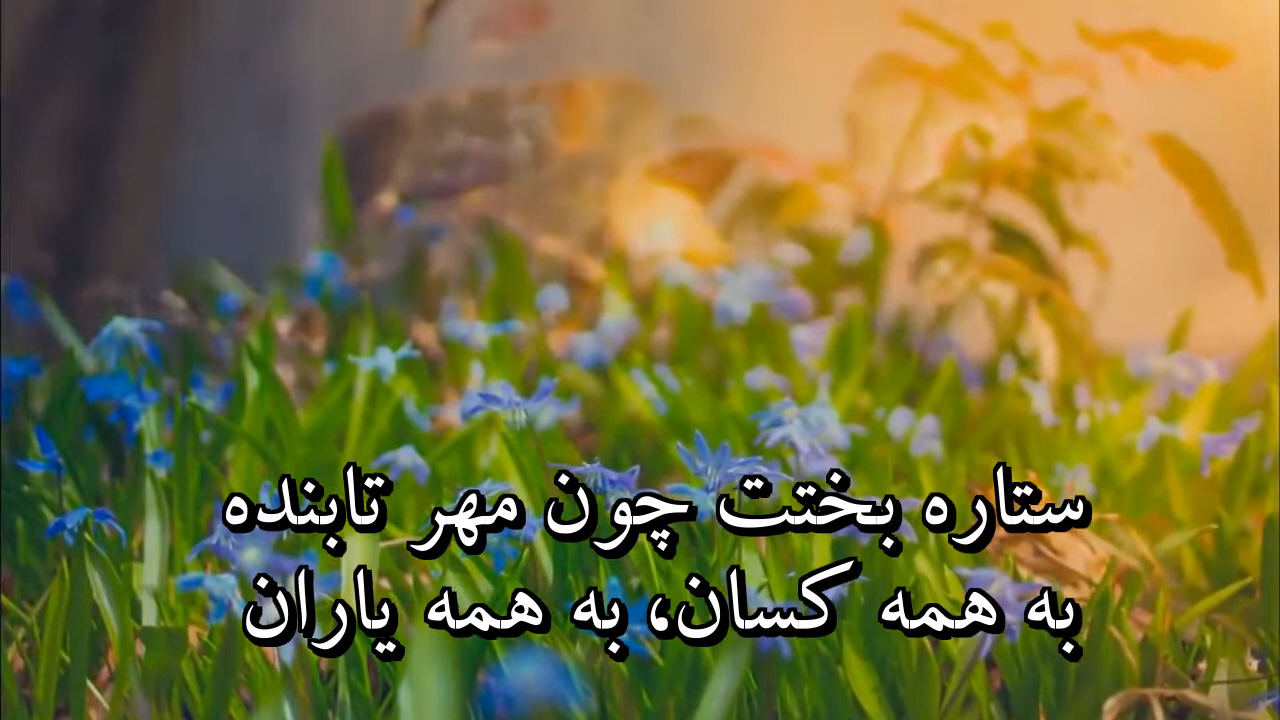 ستاره بختت چون مهر تابنده
به همه کسان، به همه یاران